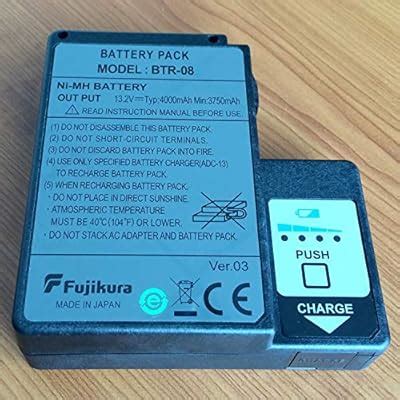 BATTERY PACK
MODEL : BTR-08
Ni-MH BATTERY
OUT PUT 13.2V⎓ Typ:4000mAh Min:3750mAh
⚠ READ INSTRUCTION MANUAL BEFORE USE.
(1) DO NOT DISASSEMBLE THIS BATTERY PACK.
(2) DO NOT SHORT-CIRCUIT TERMINALS.
(3) DO NOT DISCARD BATTERY PACK INTO FIRE.
(4) USE ONLY SPECIFIED BATTERY CHARGER(ADC-13)
TO RECHARGE BATTERY PACK.
(5) WHEN RECHARGING BATTERY PACK,
・DO NOT PLACE IN DIRECT SUNSHINE.
・ATMOSPHERIC TEMPERATURE
MUST BE 40℃ (104℉) OR LOWER.
・DO NOT STACK AC ADAPTER AND BATTERY PACK.
Ver.03
Fujikura
MADE IN JAPAN
CE
PUSH
CHARGE